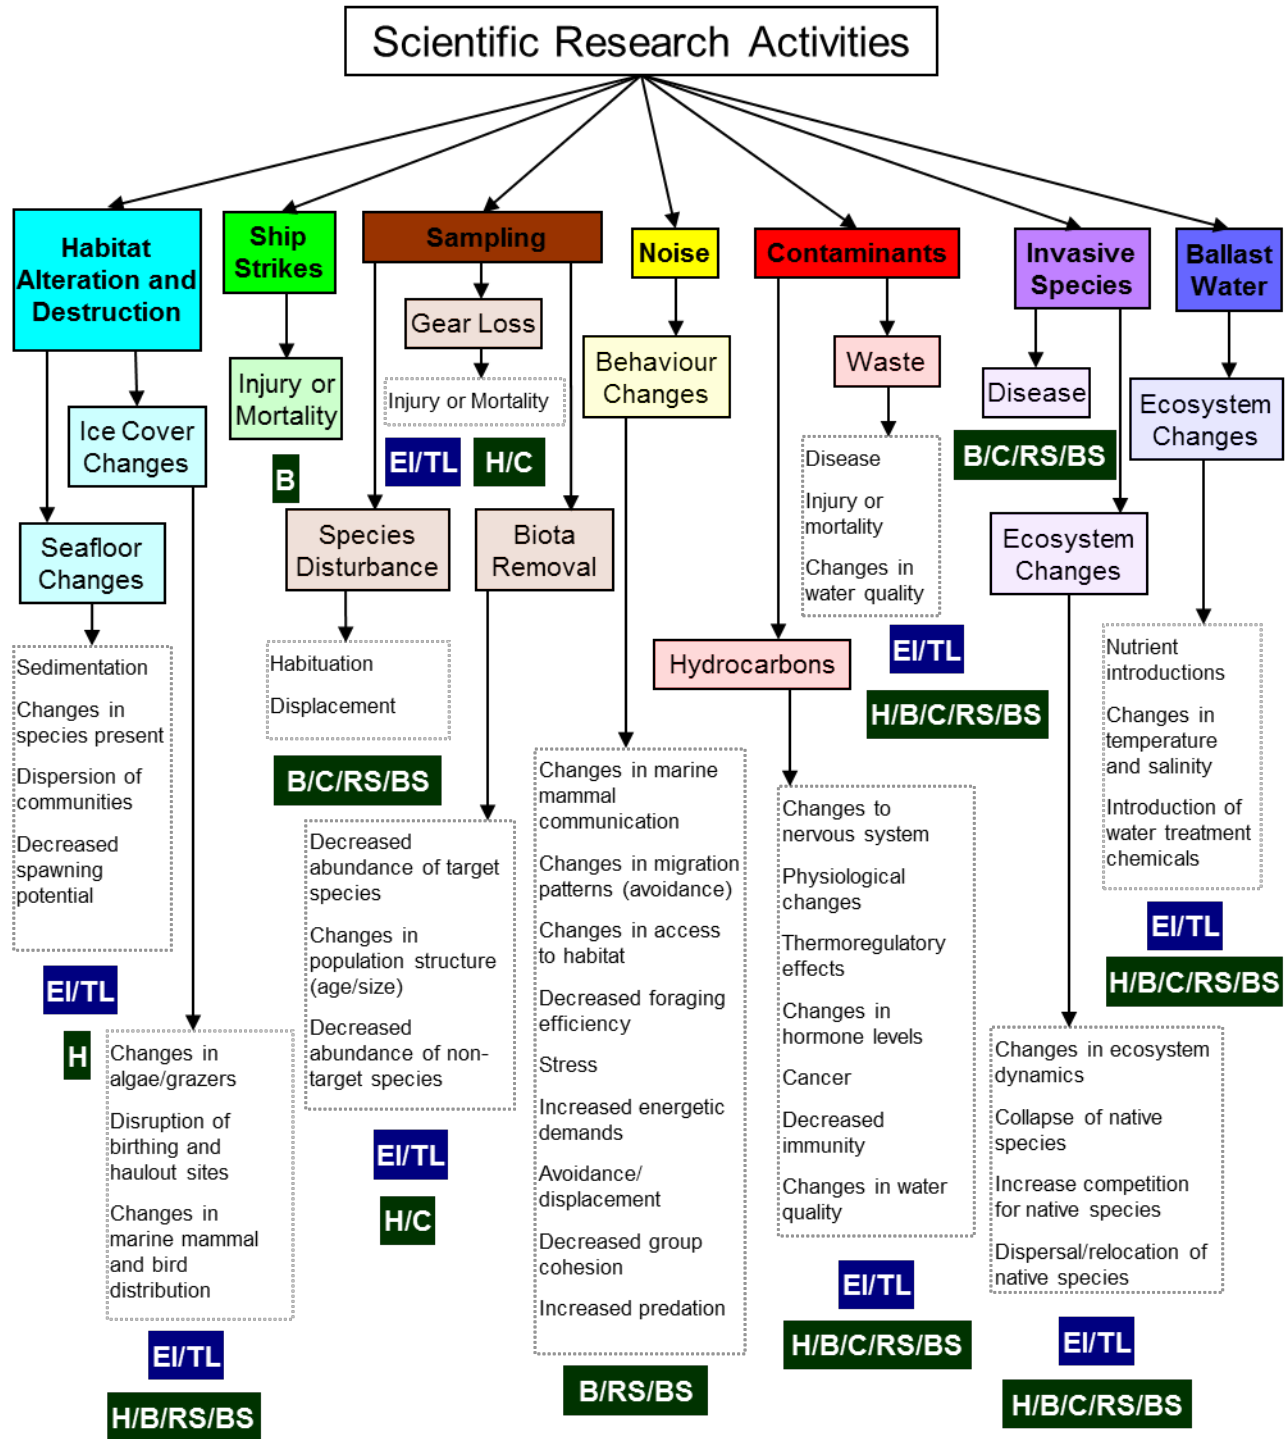 Scientific Research Activities
Habitat
Alteration and
Destruction
Ship
Strikes
Sampling
Noise
Contaminants
Invasive
Species
Ballast
Water
Ice Cover
Changes
Seafloor
Changes
Sedimentation
Changes in
species present
Dispersion of
communities
Decreased
spawning
potential
EI/TL
H
Changes in
algae/grazers
Disruption of
birthing and
haulout sites
Changes in
marine mammal
and bird
distribution
EI/TL
H/B/RS/BS
Injury or
Mortality
B
Gear Loss
Injury or Mortality
EI/TL
H/C
Species
Disturbance
Habituation
Displacement
B/C/RS/BS
Biota
Removal
Decreased
abundance of target
species
Changes in
population structure
(age/size)
Decreased
abundance of non-
target species
EI/TL
H/C
Behaviour
Changes
Changes in marine
mammal
communication
Changes in migration
patterns (avoidance)
Changes in access
to habitat
Decreased foraging
efficiency
Stress
Increased energetic
demands
Avoidance/
displacement
Decreased group
cohesion
Increased predation
B/RS/BS
Waste
Disease
Injury or
mortality
Changes in
water quality
EI/TL
H/B/C/RS/BS
Hydrocarbons
Changes to
nervous system
Physiological
changes
Thermoregulatory
effects
Changes in
hormone levels
Cancer
Decreased
immunity
Changes in water
quality
EI/TL
H/B/C/RS/BS
Disease
B/C/RS/BS
Ecosystem
Changes
Changes in ecosystem
dynamics
Collapse of native
species
Increase competition
for native species
Dispersal/relocation of
native species
EI/TL
H/B/C/RS/BS
Ecosystem
Changes
Nutrient
introductions
Changes in
temperature
and salinity
Introduction of
water treatment
chemicals
EI/TL
H/B/C/RS/BS